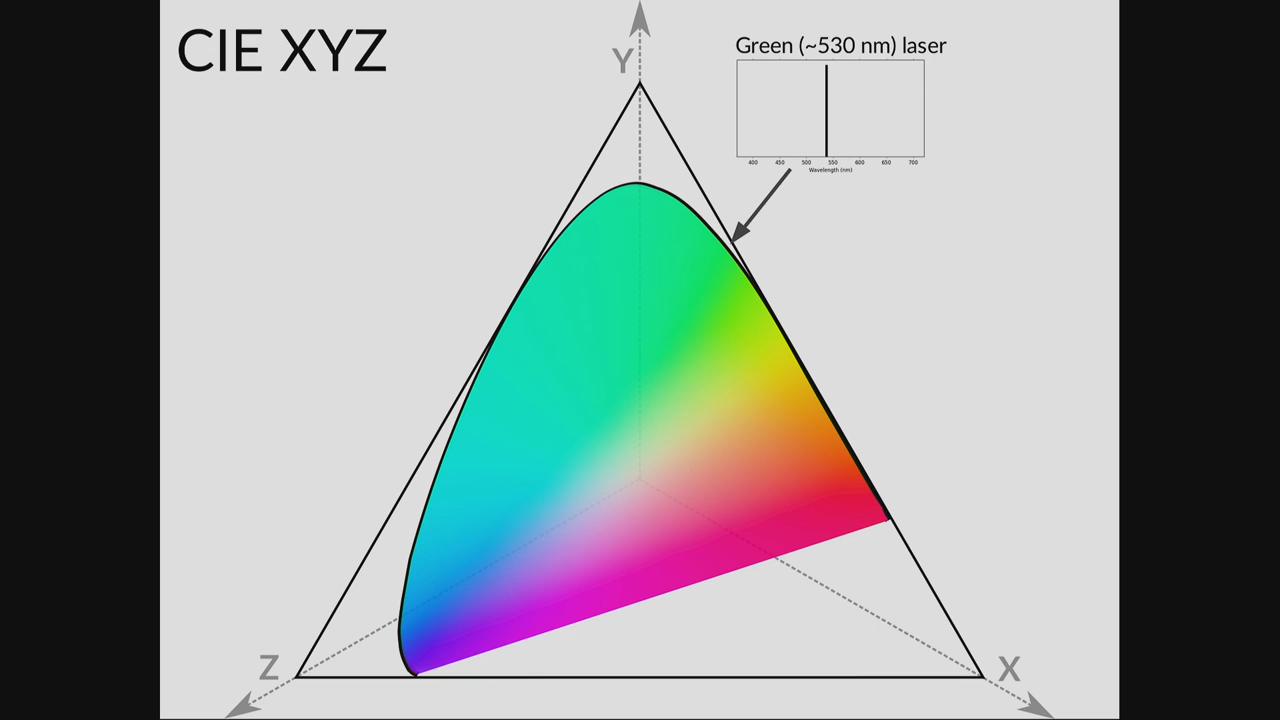 CIE XYZ
Y
Green (~530 nm) laser
400 450 500 550 600 650 700
Wavelength (nm)
Z
X